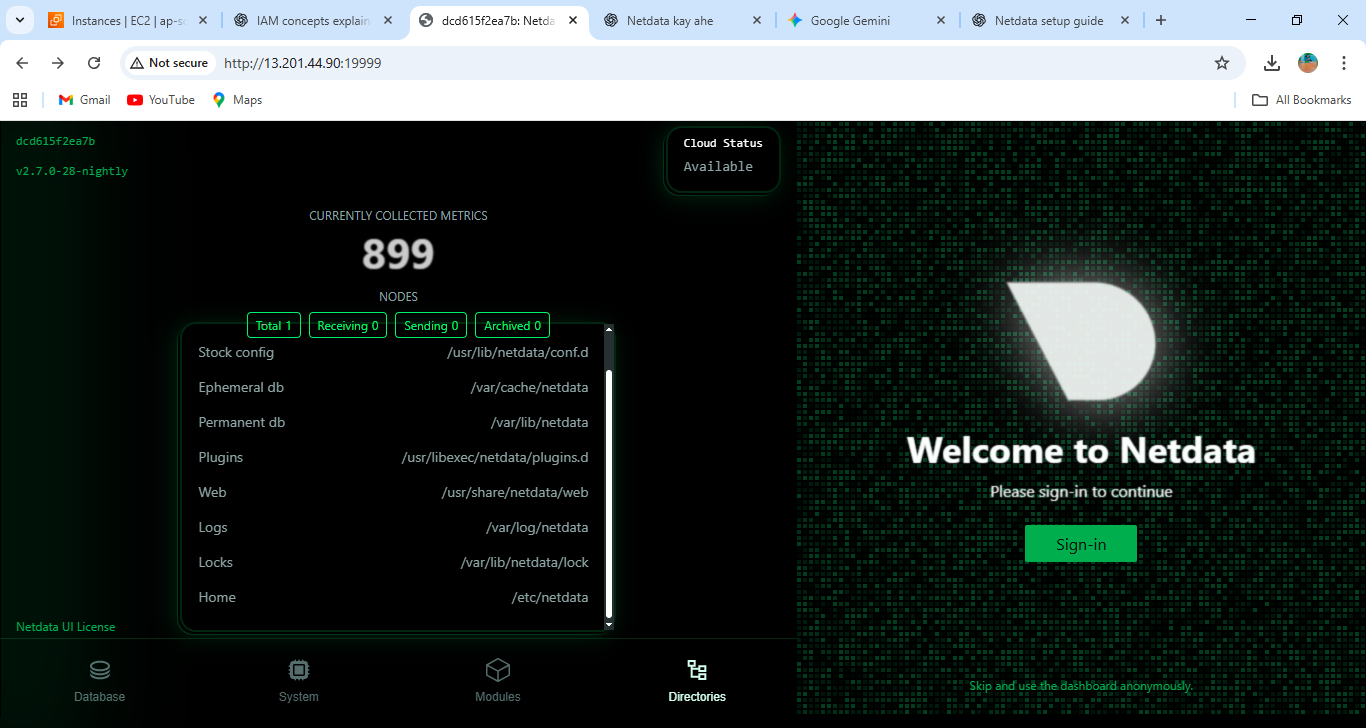 Instances | EC2 | ap-so
IAM concepts explain
dcd615f2ea7b: Netda
Netdata kay ahe
Google Gemini
Netdata setup guide
Not secure
http://13.201.44.90:19999
Gmail
YouTube
Maps
All Bookmarks
dcd615f2ea7b
v2.7.0-28-nightly
Cloud Status
Available
CURRENTLY COLLECTED METRICS
899
NODES
Total 1
Receiving 0
Sending 0
Archived 0
Stock config /usr/lib/netdata/conf.d
Ephemeral db /var/cache/netdata
Permanent db /var/lib/netdata
Plugins /usr/libexec/netdata/plugins.d
Web /usr/share/netdata/web
Logs /var/log/netdata
Locks /var/lib/netdata/lock
Home /etc/netdata
Netdata UI License
Database
System
Modules
Directories
Welcome to Netdata
Please sign-in to continue
Sign-in
Skip and use the dashboard anonymously.